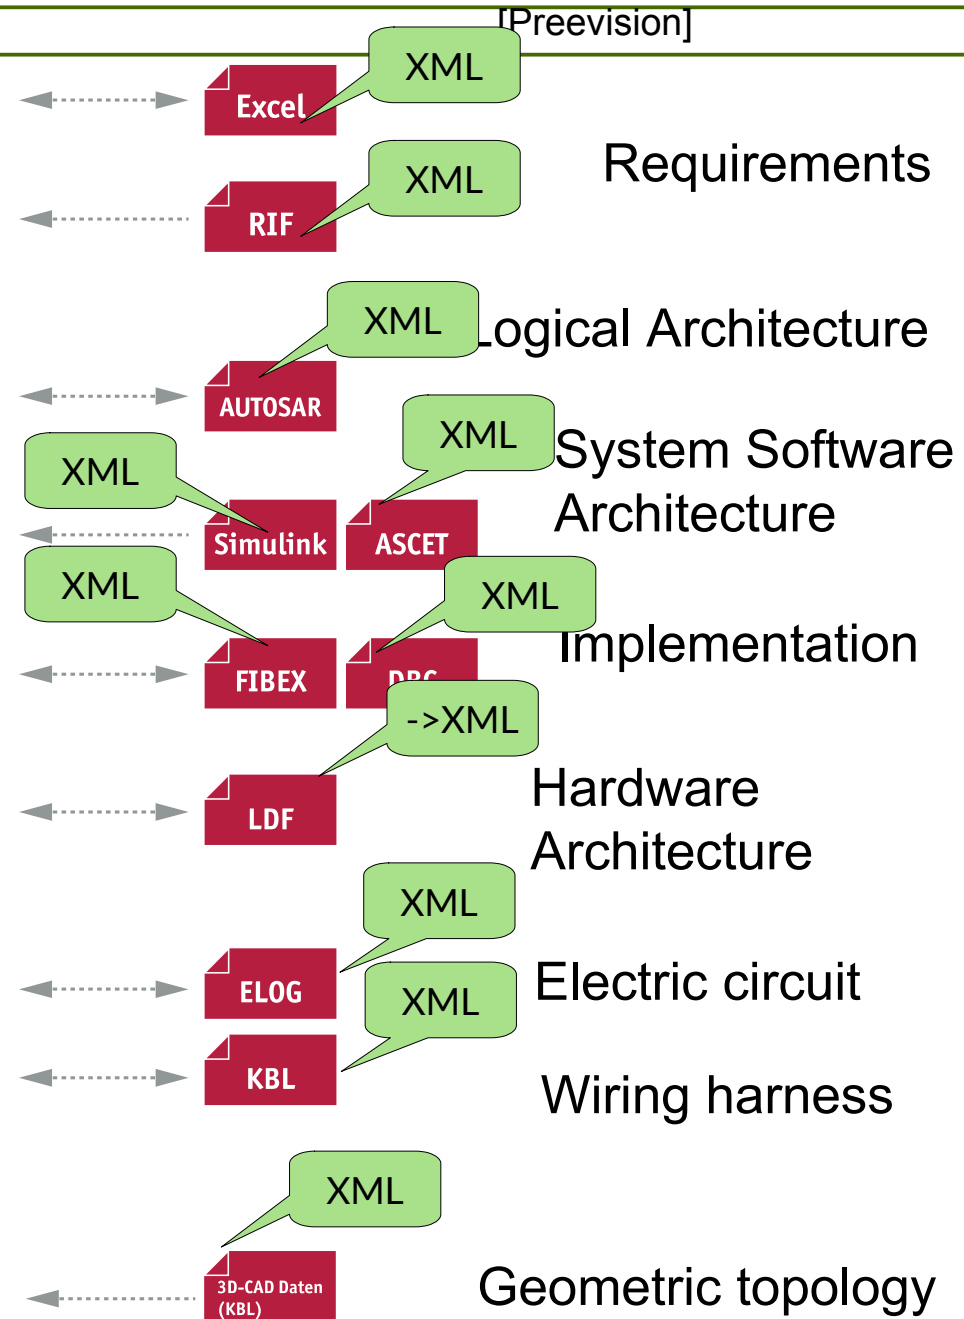 [Preevision]
XML
Excel
Requirements
XML
RIF
XML
Logical Architecture
AUTOSAR
XML
System Software
Architecture
XML
Simulink
ASCET
XML
XML
Implementation
FIBEX
DBC
->XML
LDF
Hardware
Architecture
XML
ELOG
Electric circuit
XML
KBL
Wiring harness
XML
3D-CAD Daten
(KBL)
Geometric topology